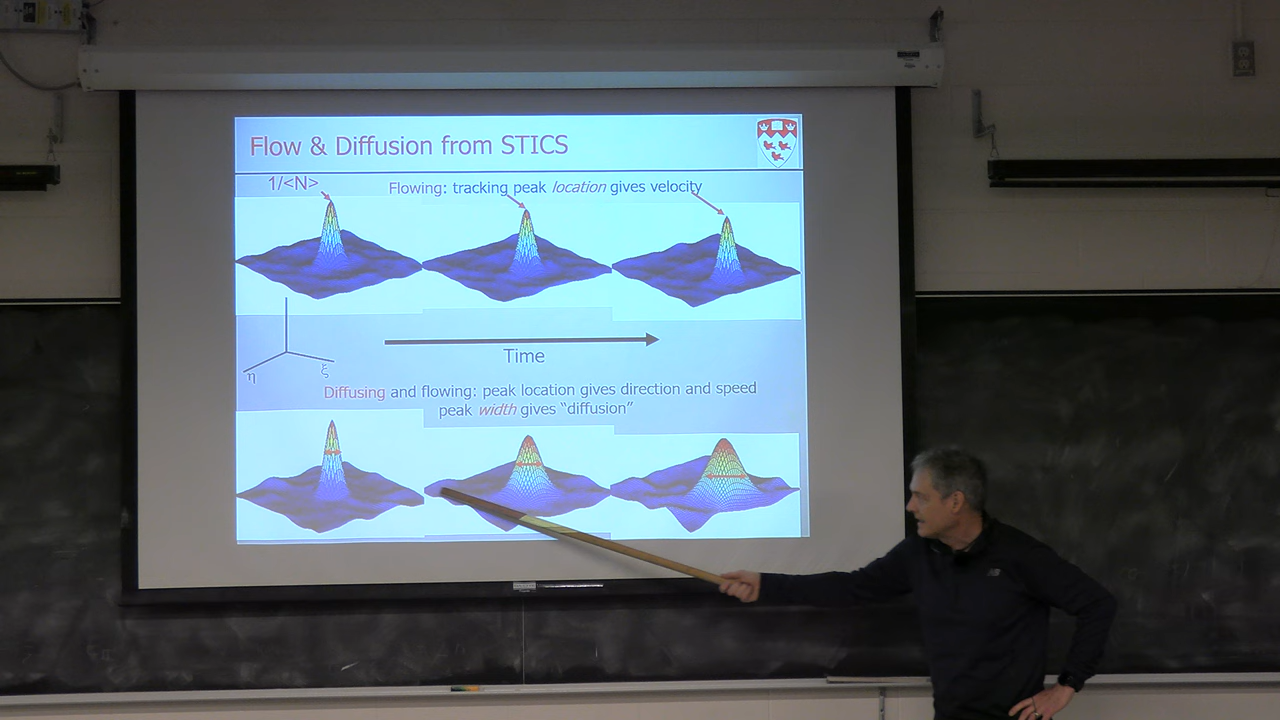 Flow & Diffusion from STICS
1/<N>
Flowing: tracking peak location gives velocity
Time
η
ξ
Diffusing and flowing: peak location gives direction and speed
peak width gives “diffusion”